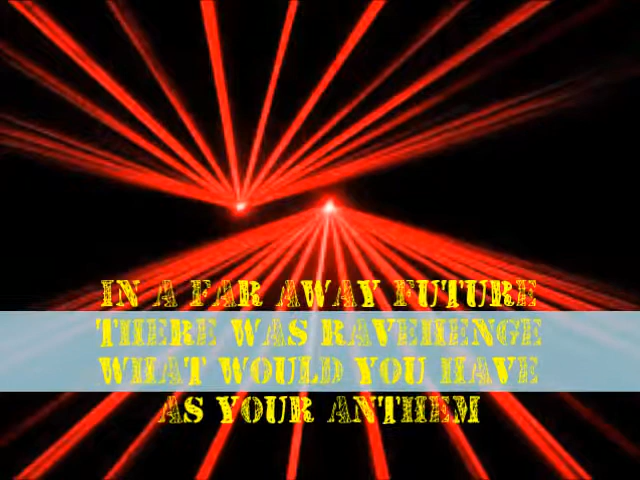 IN A FAR AWAY FUTURE
THERE WAS RAVEHENGE
WHAT WOULD YOU HAVE
AS YOUR ANTHEM